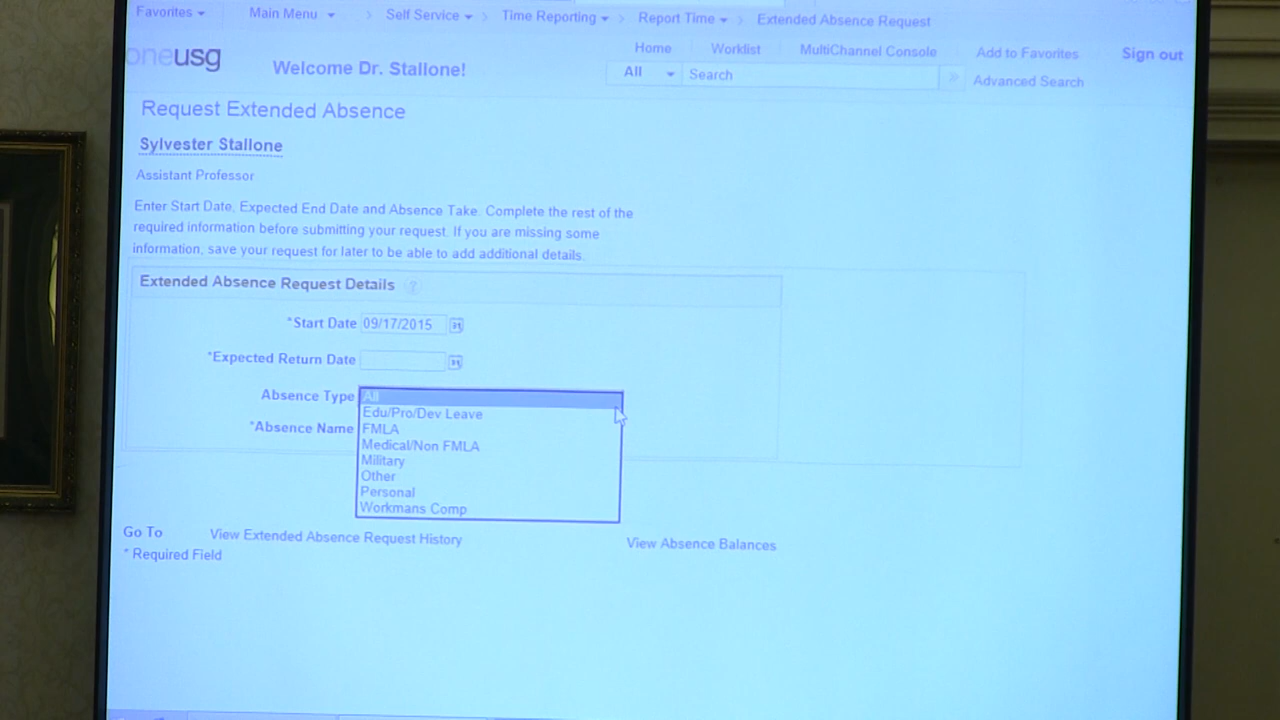 Favorites Main Menu > Self Service > Time Reporting > Report Time > Extended Absence Request
oneusg
Welcome Dr. Stallone!
Home Worklist MultiChannel Console Add to Favorites Sign out
All Search » Advanced Search
Request Extended Absence
Sylvester Stallone
Assistant Professor
Enter Start Date, Expected End Date and Absence Take. Complete the rest of the
required information before submitting your request. If you are missing some
information, save your request for later to be able to add additional details.
Extended Absence Request Details ?
*Start Date 09/17/2015 31
*Expected Return Date 31
Absence Type All
Edu/Pro/Dev Leave
*Absence Name FMLA
Medical/Non FMLA
Military
Other
Personal
Workmans Comp
Go To View Extended Absence Request History View Absence Balances
* Required Field